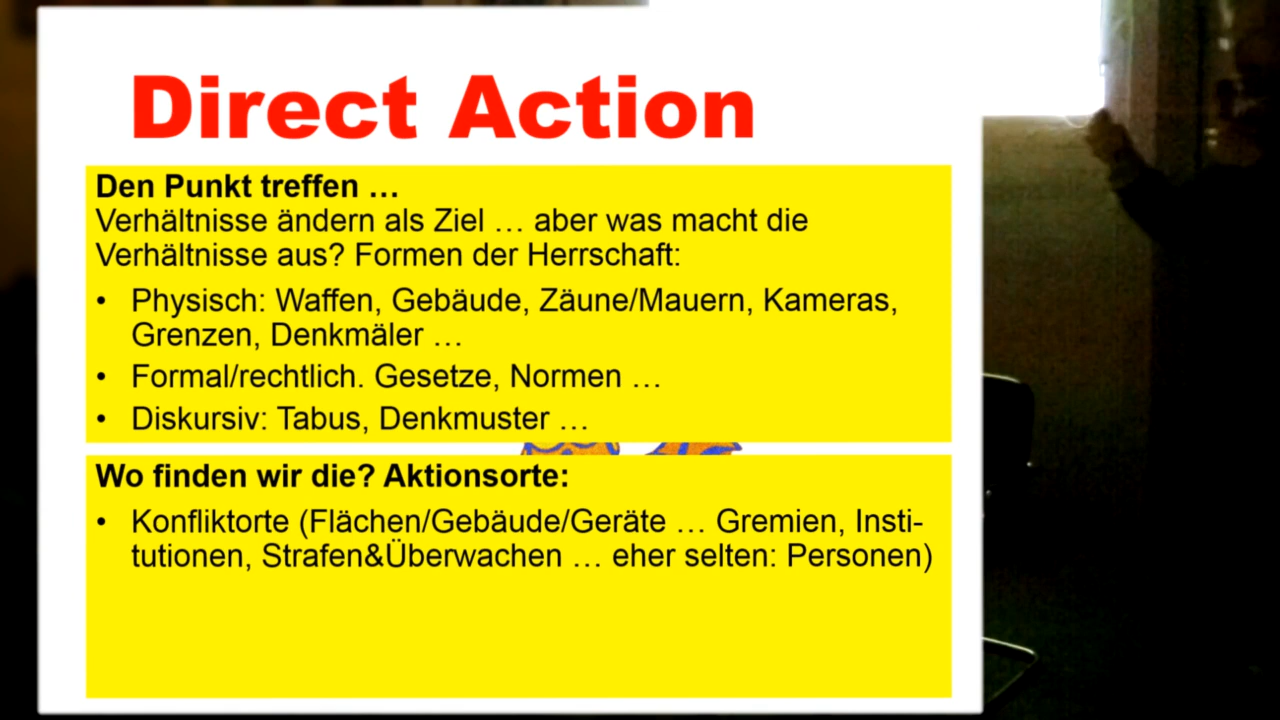 Direct Action
Den Punkt treffen …
Verhältnisse ändern als Ziel … aber was macht die
Verhältnisse aus? Formen der Herrschaft:
• Physisch: Waffen, Gebäude, Zäune/Mauern, Kameras,
Grenzen, Denkmäler …
• Formal/rechtlich. Gesetze, Normen …
• Diskursiv: Tabus, Denkmuster …
Wo finden wir die? Aktionsorte:
• Konfliktorte (Flächen/Gebäude/Geräte … Gremien, Insti-
tutionen, Strafen&Überwachen … eher selten: Personen)